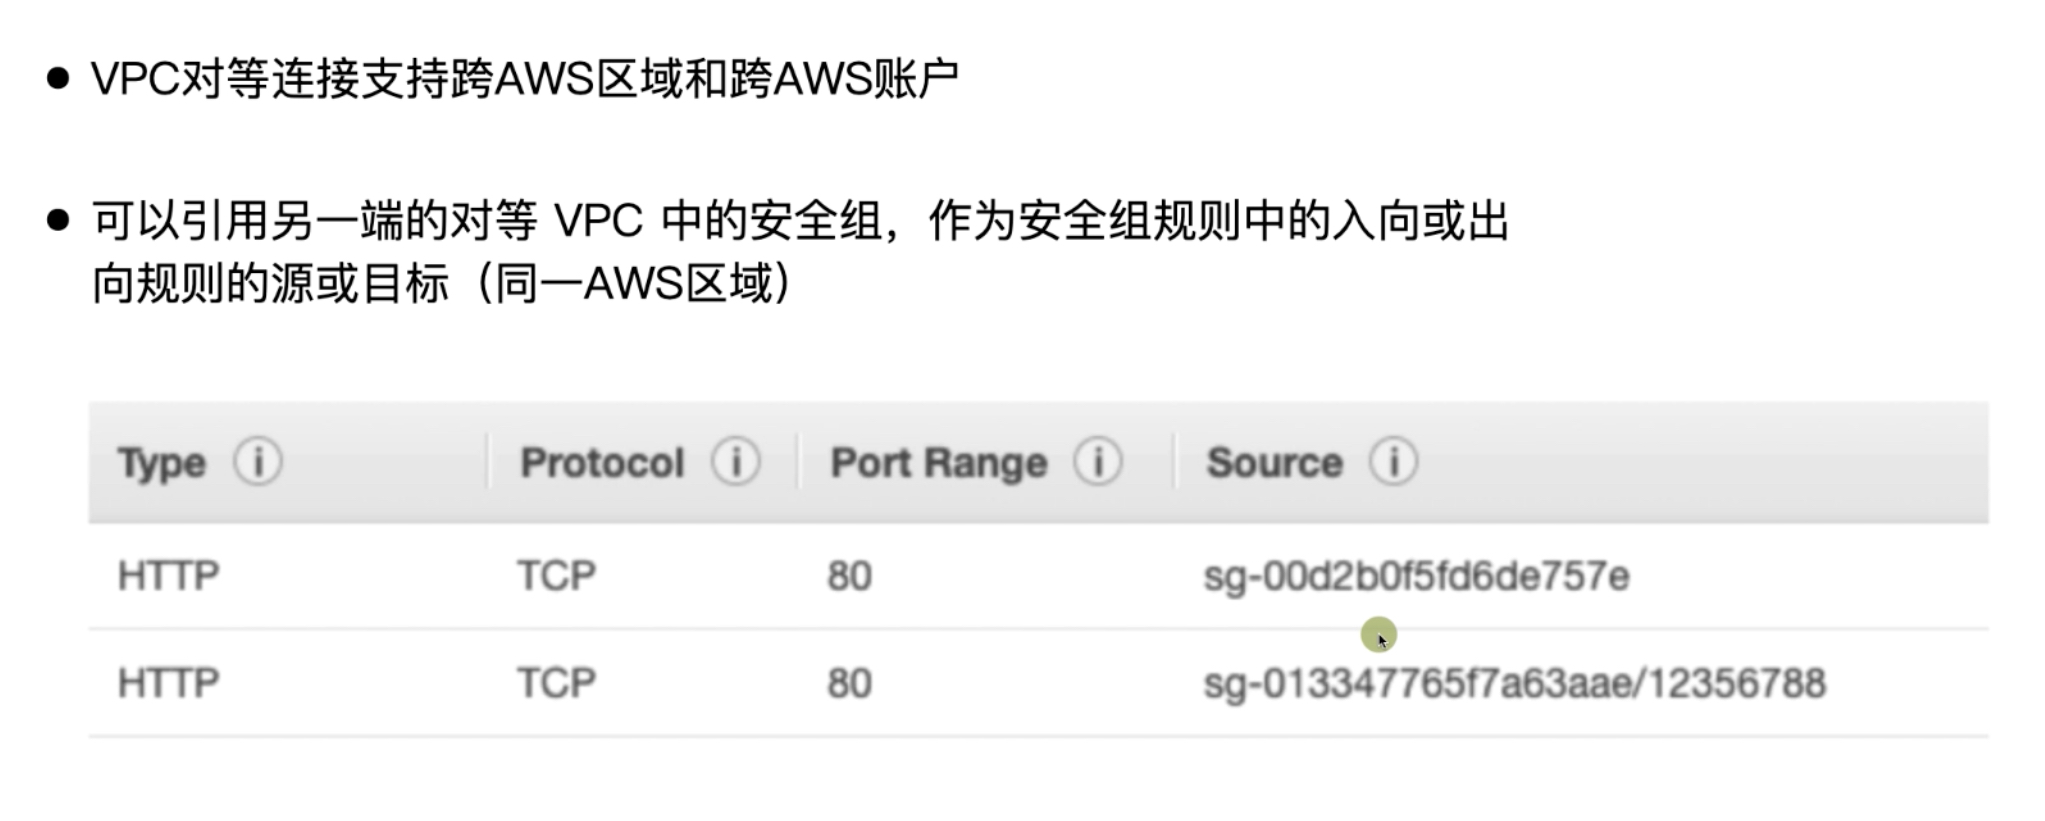 ● VPC对等连接支持跨AWS区域和跨AWS账户
● 可以引用另一端的对等 VPC 中的安全组，作为安全组规则中的入向或出
向规则的源或目标（同一AWS区域）
Type Protocol Port Range Source
HTTP TCP 80 sg-00d2b0f5fd6de757e
HTTP TCP 80 sg-013347765f7a63aae/12356788